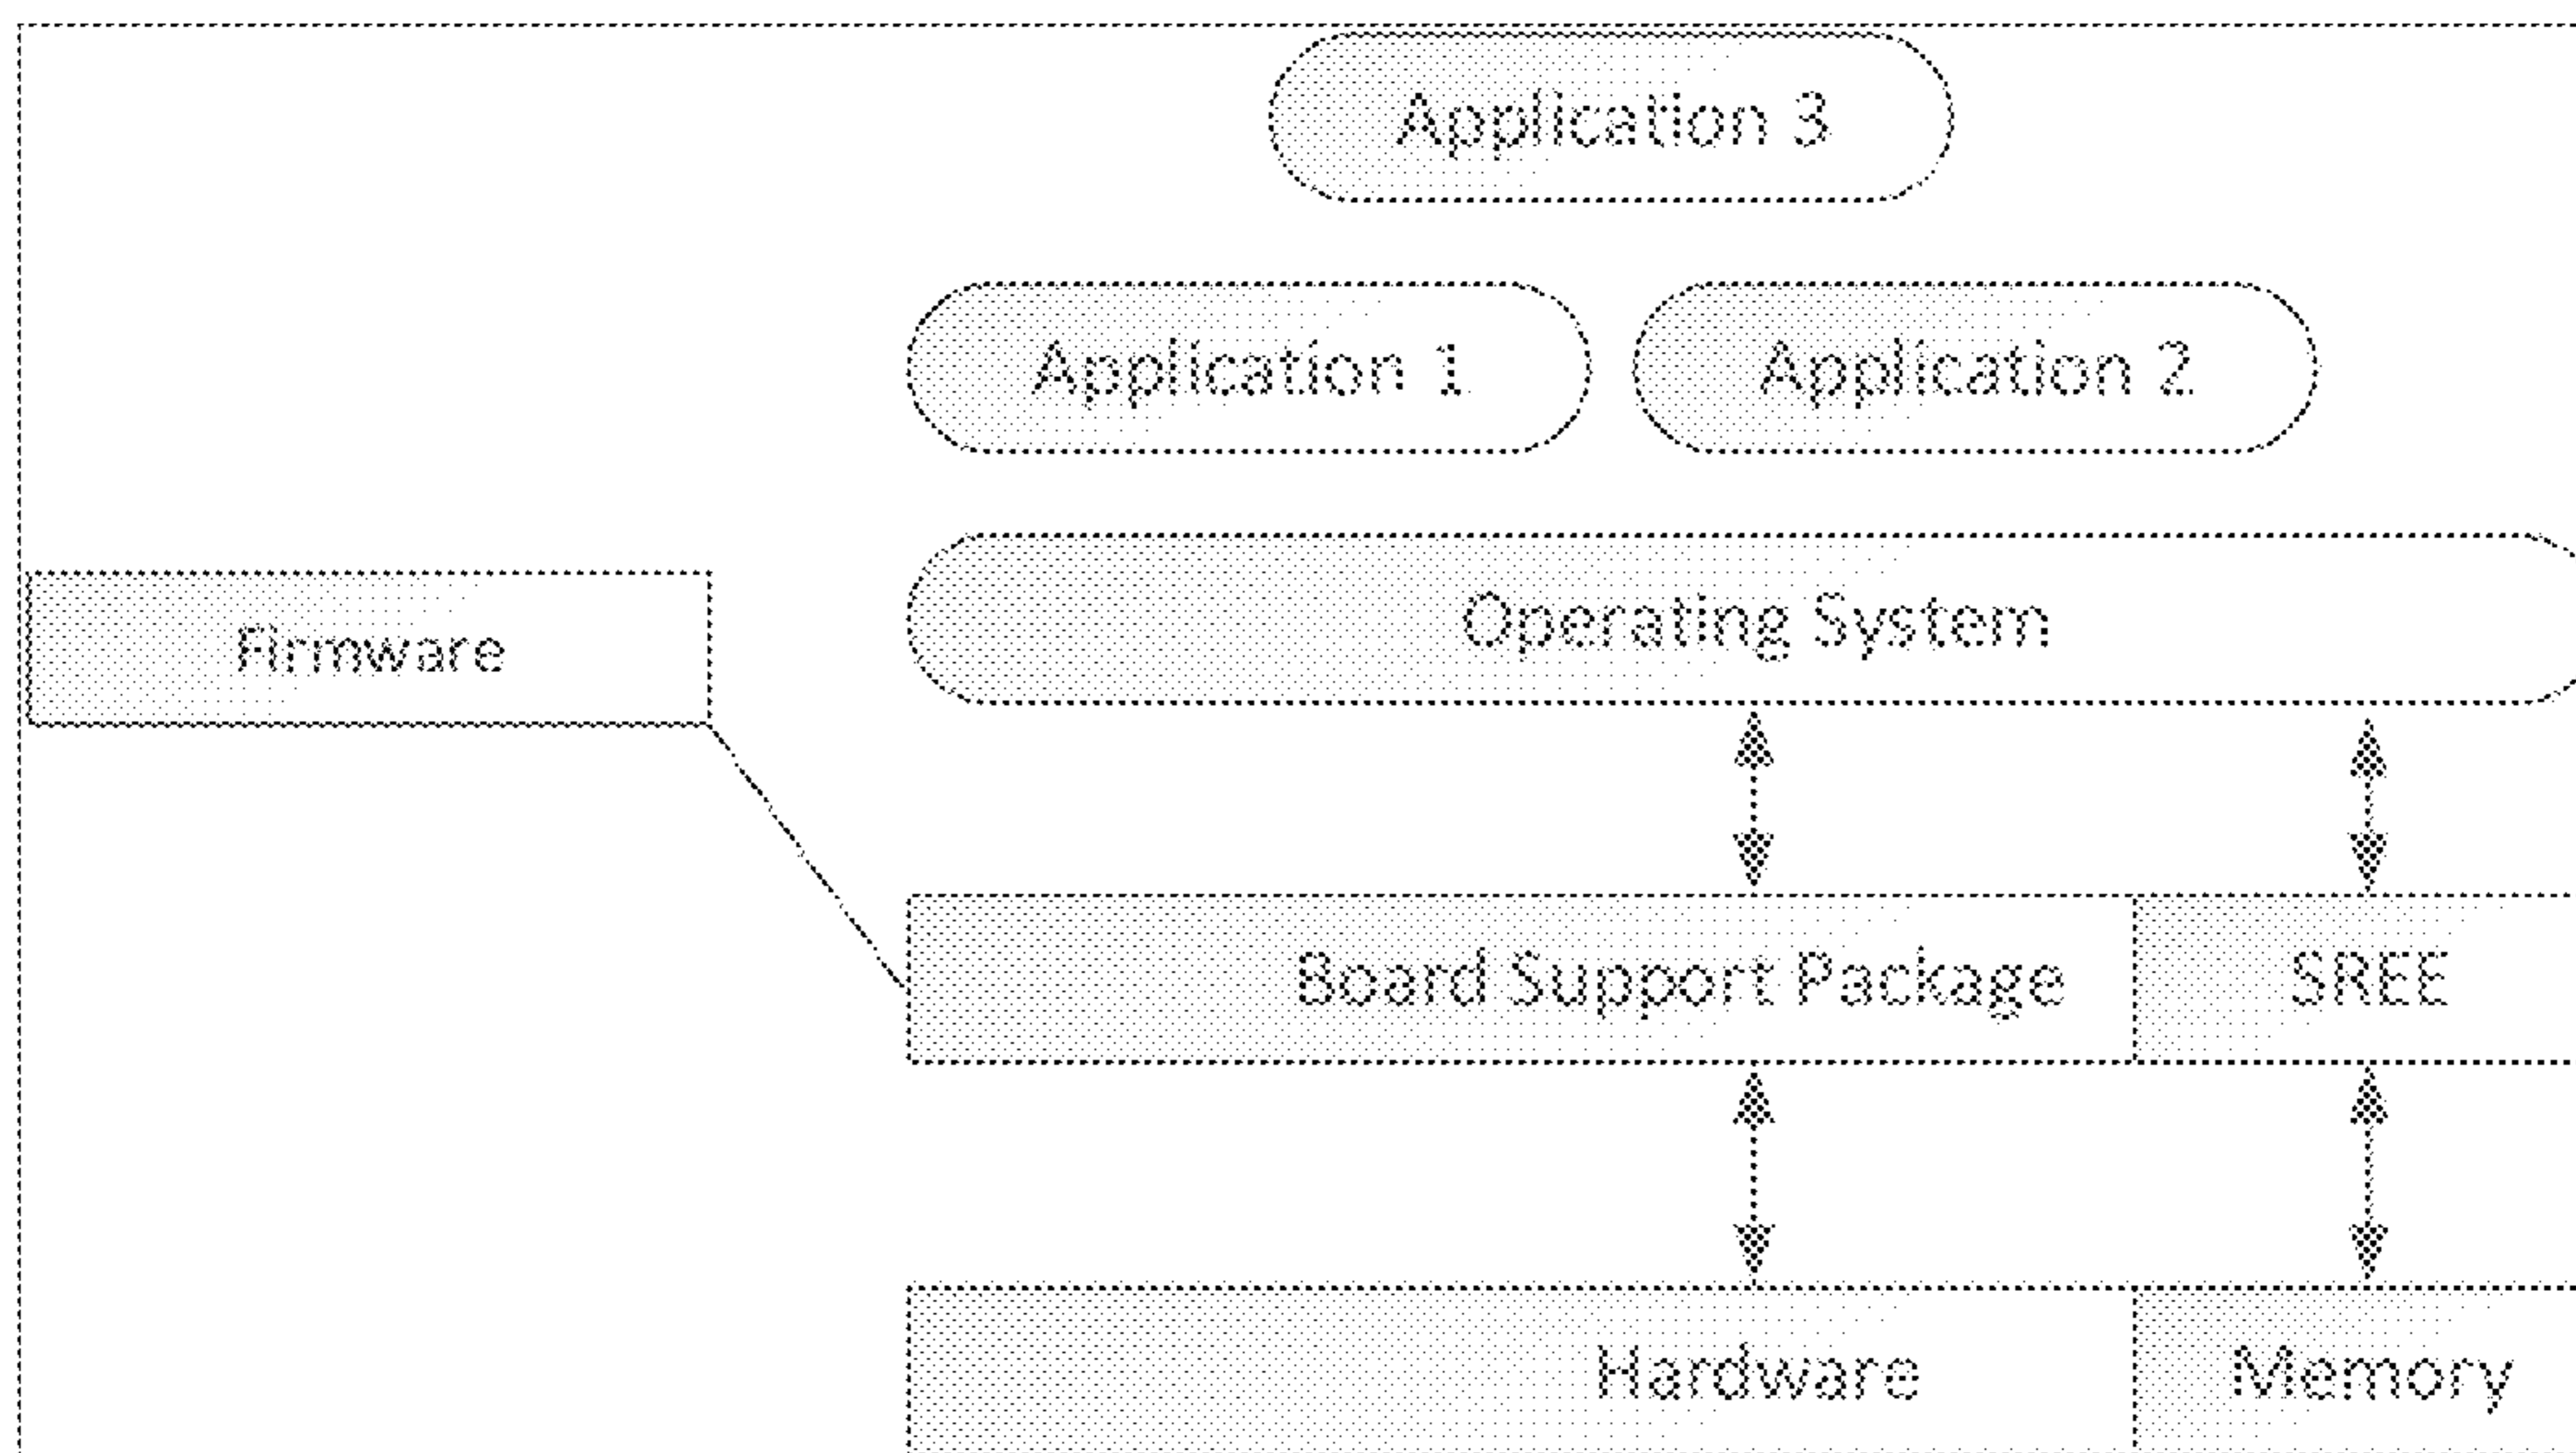 Application 3
Application 1
Application 2
Operating System
Firmware
Board Support Package
SREE
Hardware
Memory